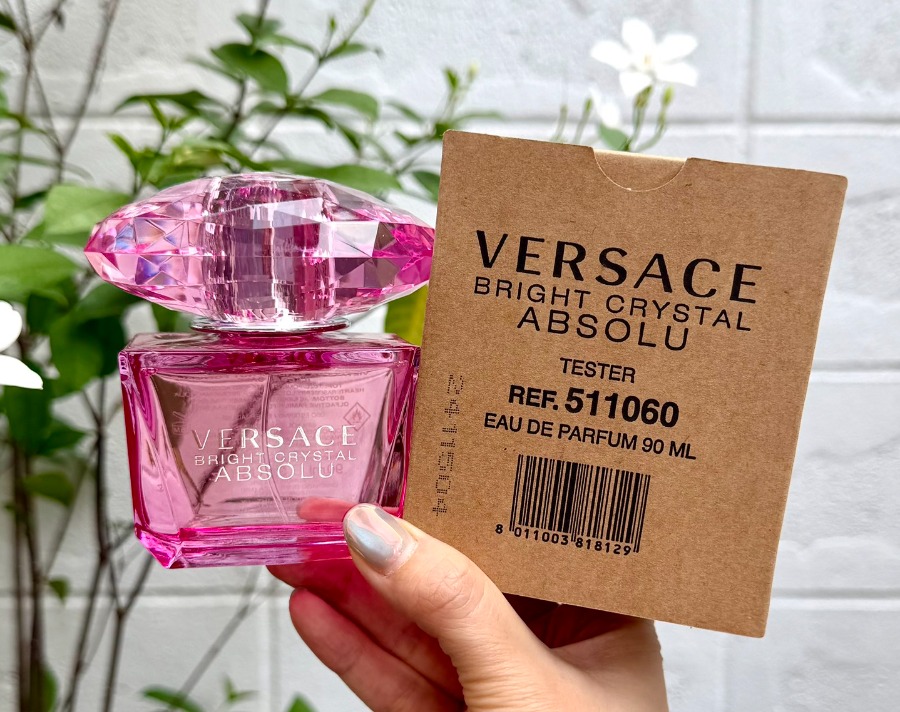 VERSACE
BRIGHT CRYSTAL
ABSOLU
VERSACE
BRIGHT CRYSTAL
ABSOLU
TESTER
REF. 511060
EAU DE PARFUM 90 ML
8 011003 818129